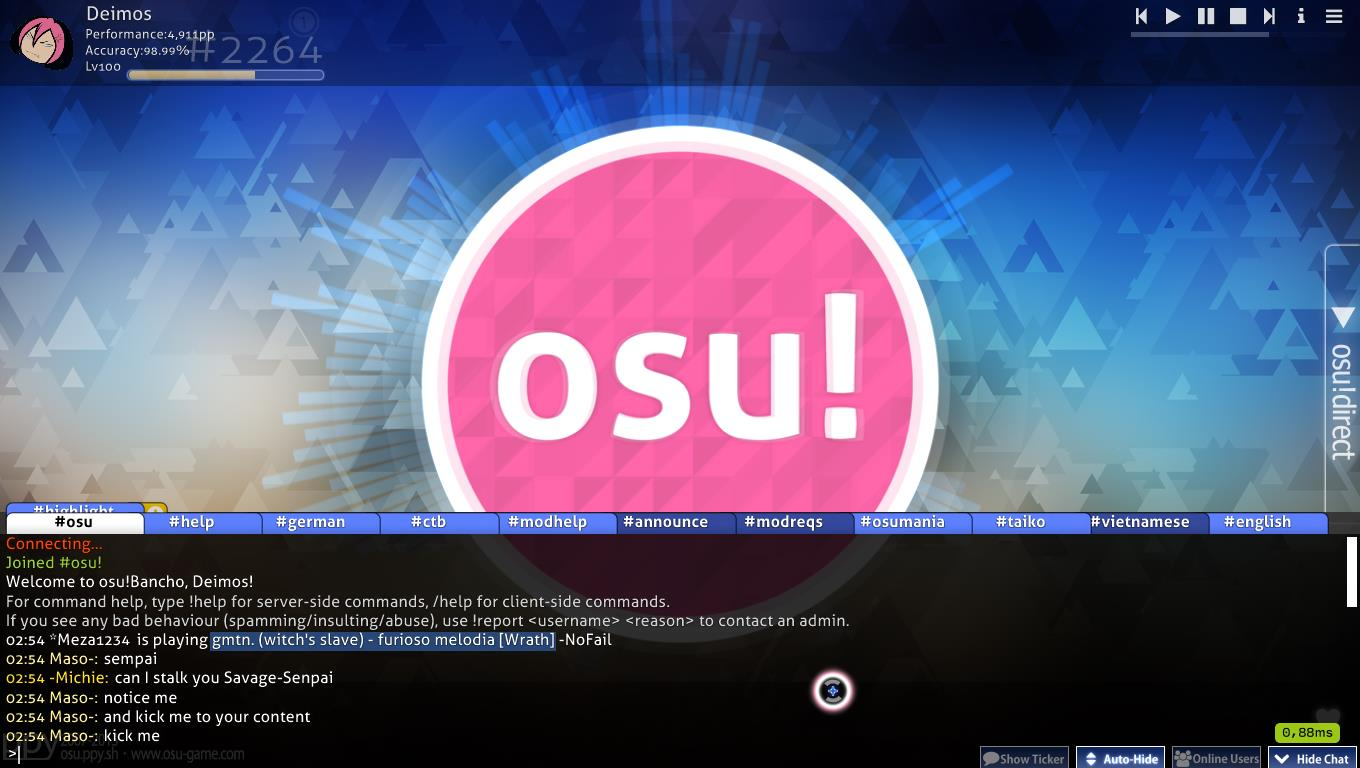 Deimos
Performance:4,911pp
Accuracy:98.99%
#2264
Lv100
osu!
osu!direct
#highlight
#osu #help #german #ctb #modhelp #announce #modreqs #osumania #taiko #vietnamese #english
Connecting...
Joined #osu!
Welcome to osu!Bancho, Deimos!
For command help, type !help for server-side commands, /help for client-side commands.
If you see any bad behaviour (spamming/insulting/abuse), use !report <username> <reason> to contact an admin.
02:54 *Meza1234 is playing gmtn. (witch's slave) - furioso melodia [Wrath] -NoFail
02:54 Maso-: sempai
02:54 -Michie: can I stalk you Savage-Senpai
02:54 Maso-: notice me
02:54 Maso-: and kick me to your content
02:54 Maso-: kick me
0,88ms
>
ppy
osu.ppy.sh · www.osu-game.com
Show Ticker Auto-Hide Online Users Hide Chat